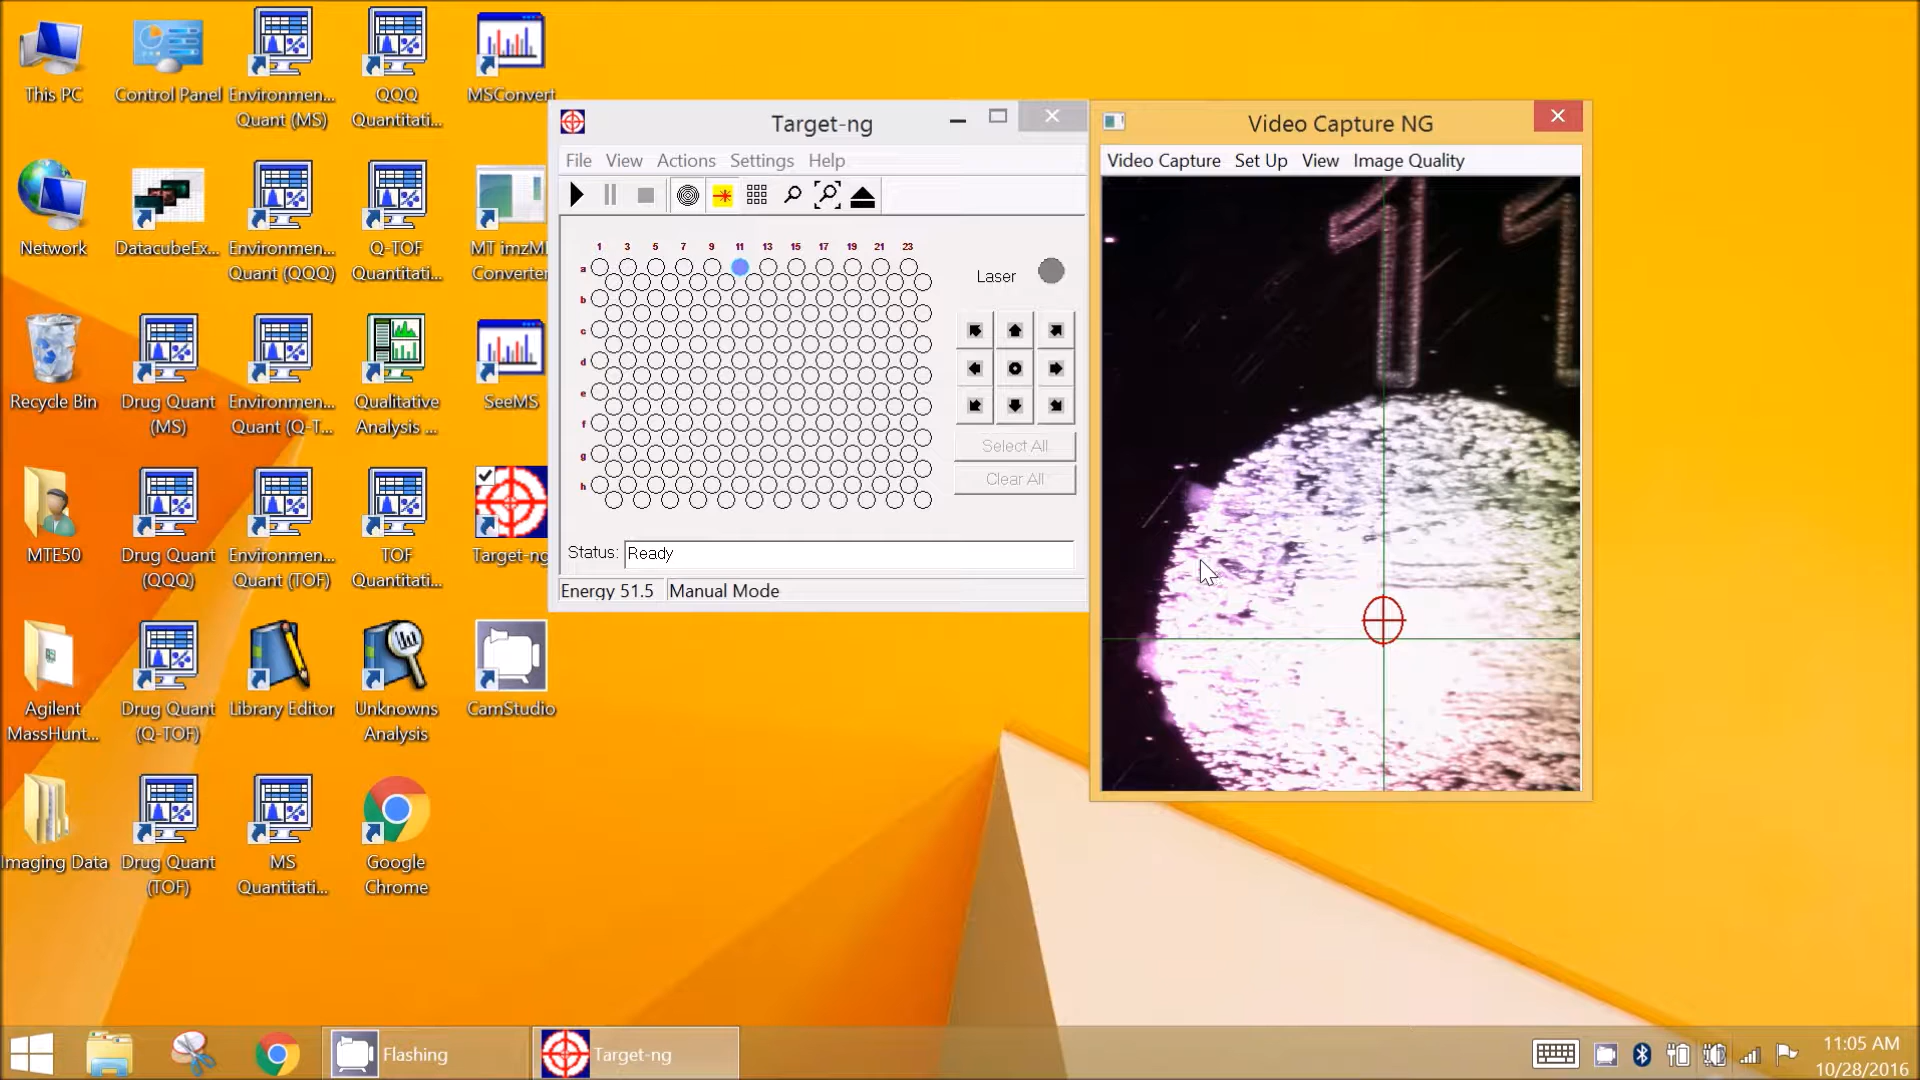 This PC
Control Panel
Environmen...
Quant (MS)
QQQ
Quantitati...
MSConvert
Network
DatacubeEx...
Environmen...
Quant (QQQ)
Q-TOF
Quantitati...
MT imzML
Converter
Recycle Bin
Drug Quant
(MS)
Environmen...
Quant (Q-T...
Qualitative
Analysis ...
SeeMS
MTE50
Drug Quant
(QQQ)
Environmen...
Quant (TOF)
TOF
Quantitati...
Target-ng
Agilent
MassHunt...
Drug Quant
(Q-TOF)
Library Editor
Unknowns
Analysis
CamStudio
Imaging Data
Drug Quant
(TOF)
MS
Quantitati...
Google
Chrome
Target-ng
File View Actions Settings Help
1 3 5 7 9 11 13 15 17 19 21 23
a
b
c
d
e
f
g
h
Laser
Select All
Clear All
Status: Ready
Energy 51.5 Manual Mode
Video Capture NG
Video Capture Set Up View Image Quality
11
Flashing
Target-ng
11:05 AM
10/28/2016